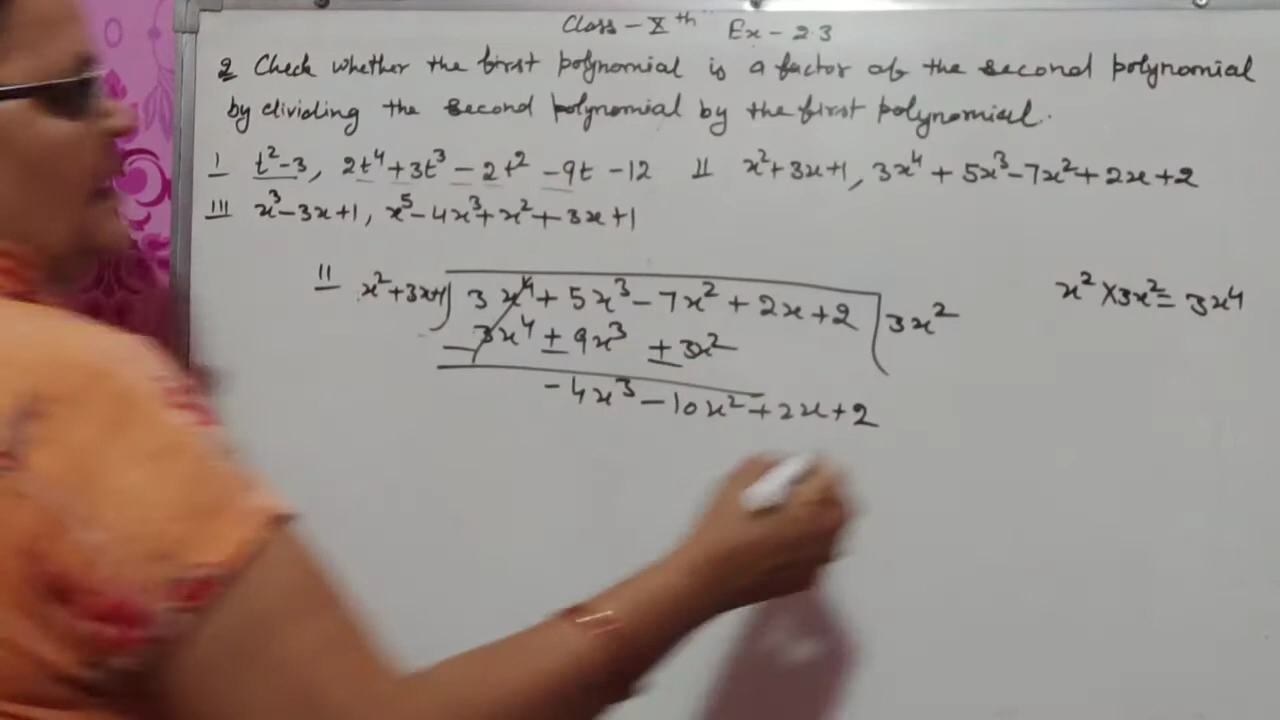 Class - Xth Ex - 2.3
2 Check whether the first polynomial is a factor of the second polynomial
by dividing the second polynomial by the first polynomial.
I t²-3, 2t⁴+3t³-2t²-9t-12 II x²+3x+1, 3x⁴+5x³-7x²+2x+2
III x³-3x+1, x⁵-4x³+x²+3x+1
II x²+3x+1) 3x⁴+5x³-7x²+2x+2 (3x² x²×3x²=3x⁴
-3x⁴±9x³±3x²
-4x³-10x²+2x+2